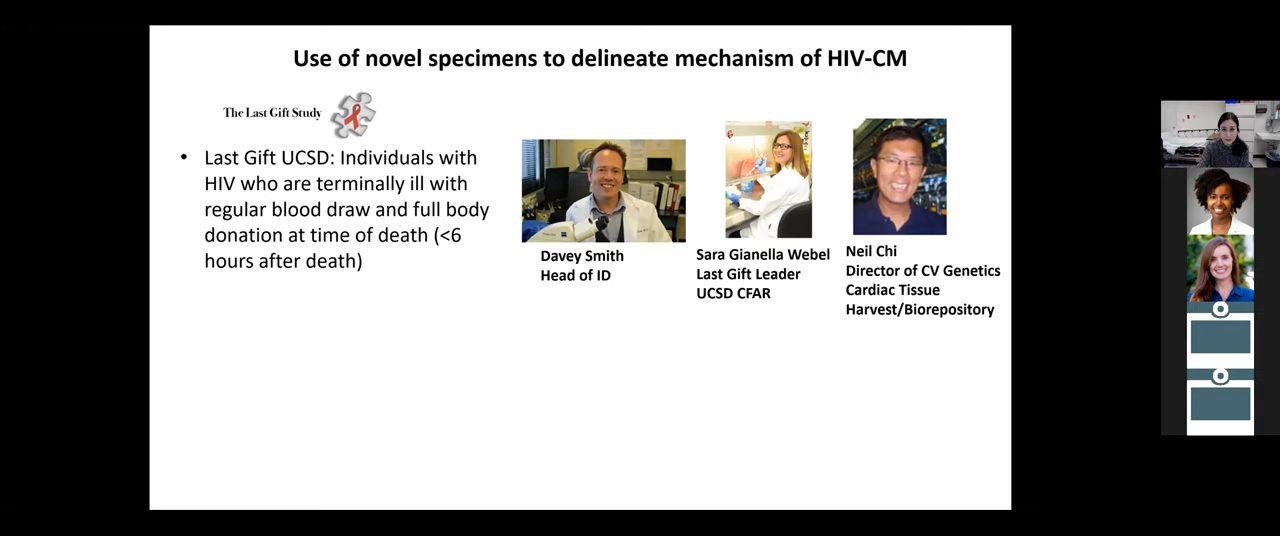 Use of novel specimens to delineate mechanism of HIV-CM
The Last Gift Study
• Last Gift UCSD: Individuals with
HIV who are terminally ill with
regular blood draw and full body
donation at time of death (<6
hours after death)
Davey Smith
Head of ID
Sara Gianella Webel
Last Gift Leader
UCSD CFAR
Neil Chi
Director of CV Genetics
Cardiac Tissue
Harvest/Biorepository